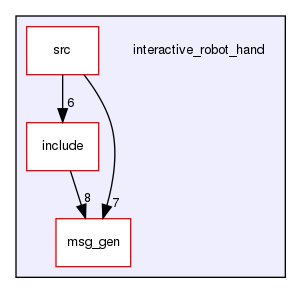 src
interactive_robot_hand
6
include
8
7
msg_gen